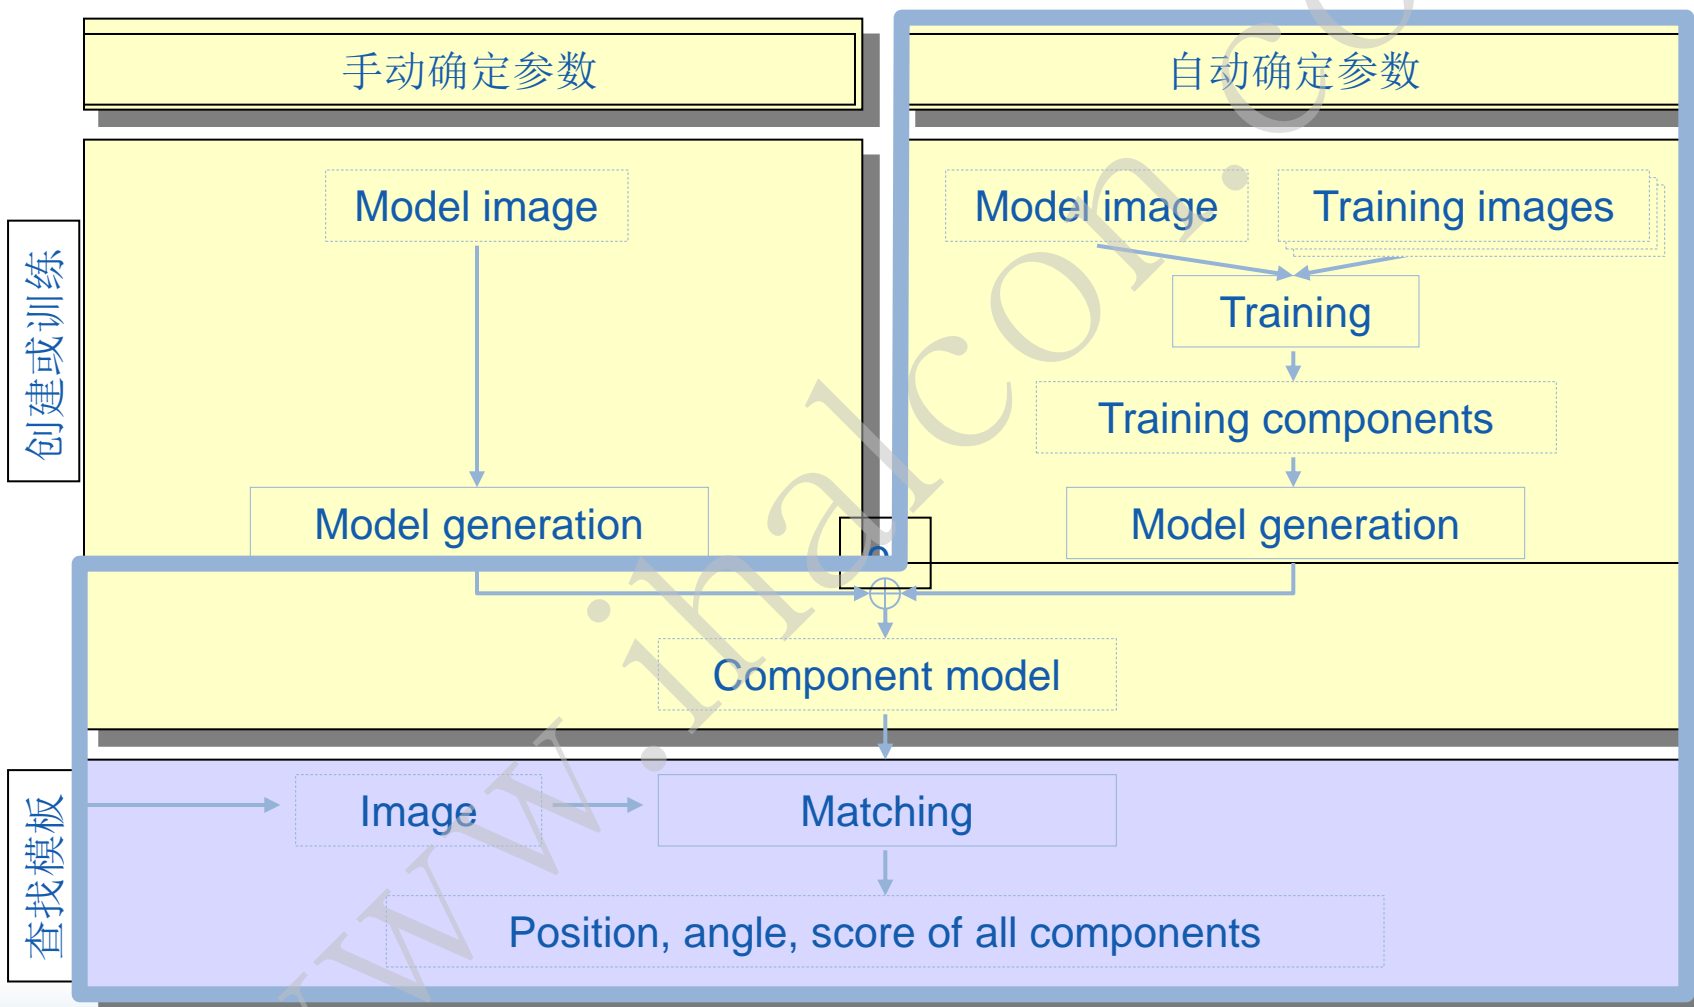 手动确定参数
自动确定参数
创建或训练
Model image
Model image
Training images
Training
Training components
Model generation
Model generation
Component model
查找模板
Image
Matching
Position, angle, score of all components
www.ihalcon.co